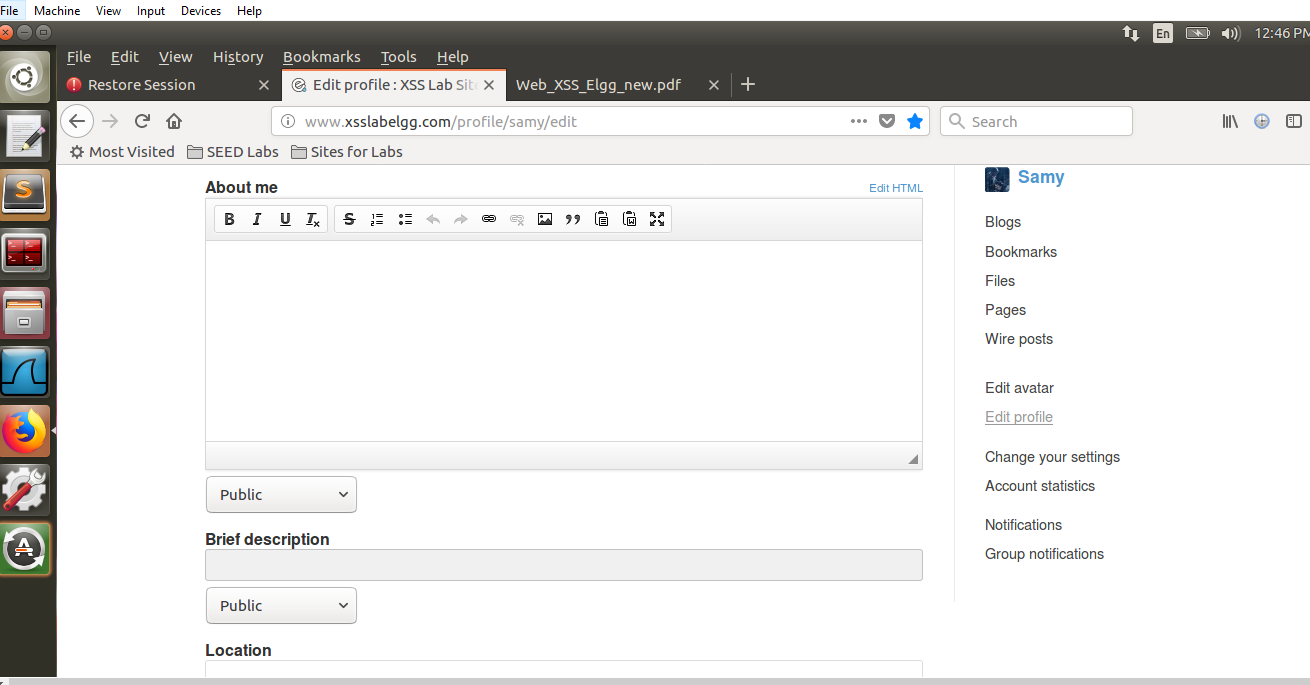 File Machine View Input Devices Help
En 12:46 PM
File Edit View History Bookmarks Tools Help
Restore Session Edit profile : XSS Lab Site Web_XSS_Elgg_new.pdf
www.xsslabelgg.com/profile/samy/edit Search
Most Visited SEED Labs Sites for Labs
About me Edit HTML
B I U Tx S
Public
Brief description
Public
Location
Samy
Blogs
Bookmarks
Files
Pages
Wire posts
Edit avatar
Edit profile
Change your settings
Account statistics
Notifications
Group notifications